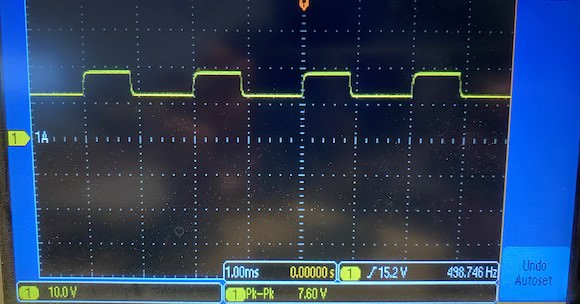 1 1A
1.00ms 0.00000 s 1 15.2 V 498.746 Hz
Undo
Autoset
1 10.0 V 1 Pk-Pk 7.60 V